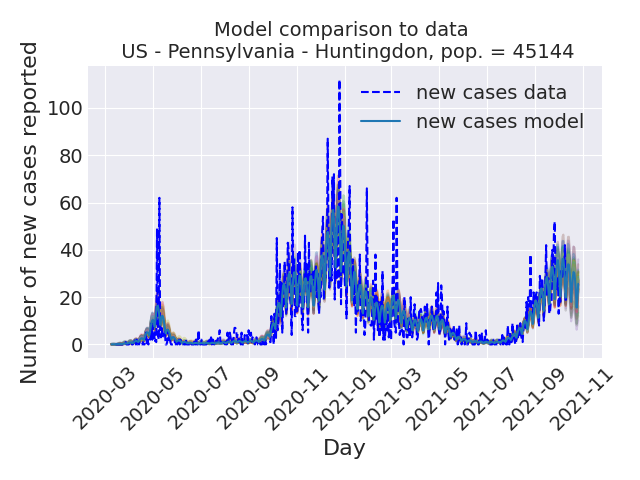 Model comparison to data
US - Pennsylvania - Huntingdon, pop. = 45144
Number of new cases reported
100
80
60
40
20
0
new cases data
new cases model
2020-03
2020-05
2020-07
2020-09
2020-11
2021-01
2021-03
2021-05
2021-07
2021-09
2021-11
Day